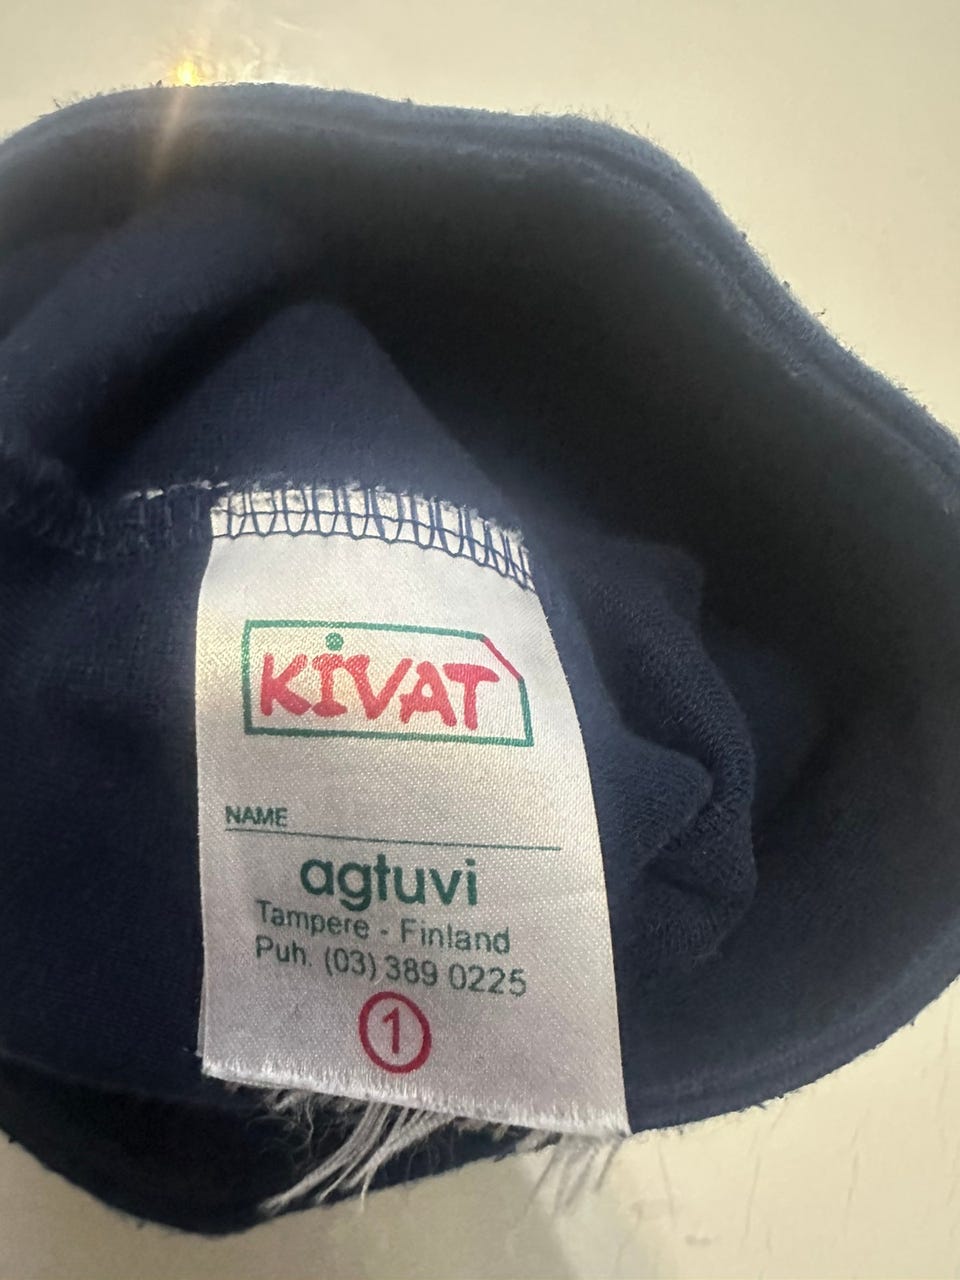 KiVAT
NAME
agtuvi
Tampere - Finland
Puh. (03) 389 0225
1